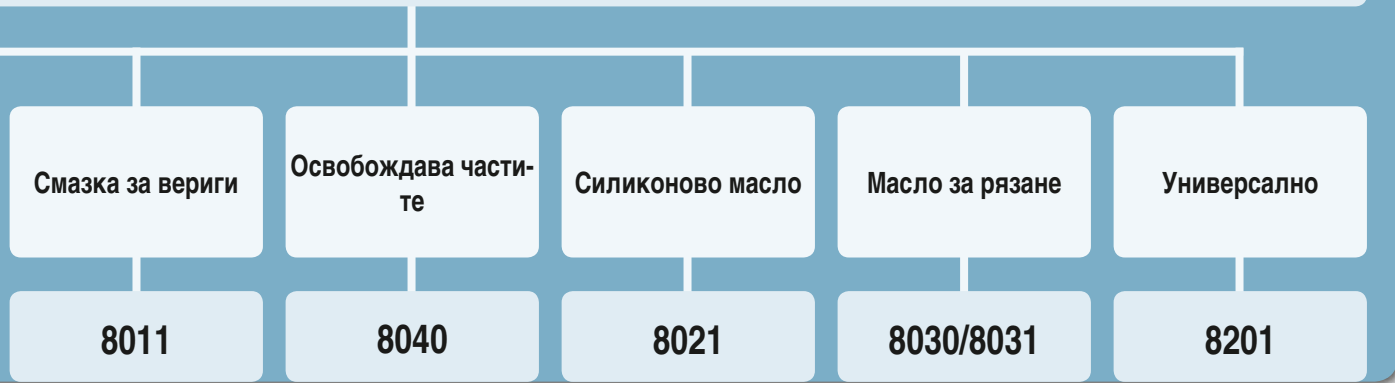 Смазка за вериги
Освобождава части-
те
Силиконово масло
Масло за рязане
Универсално
8011
8040
8021
8030/8031
8201